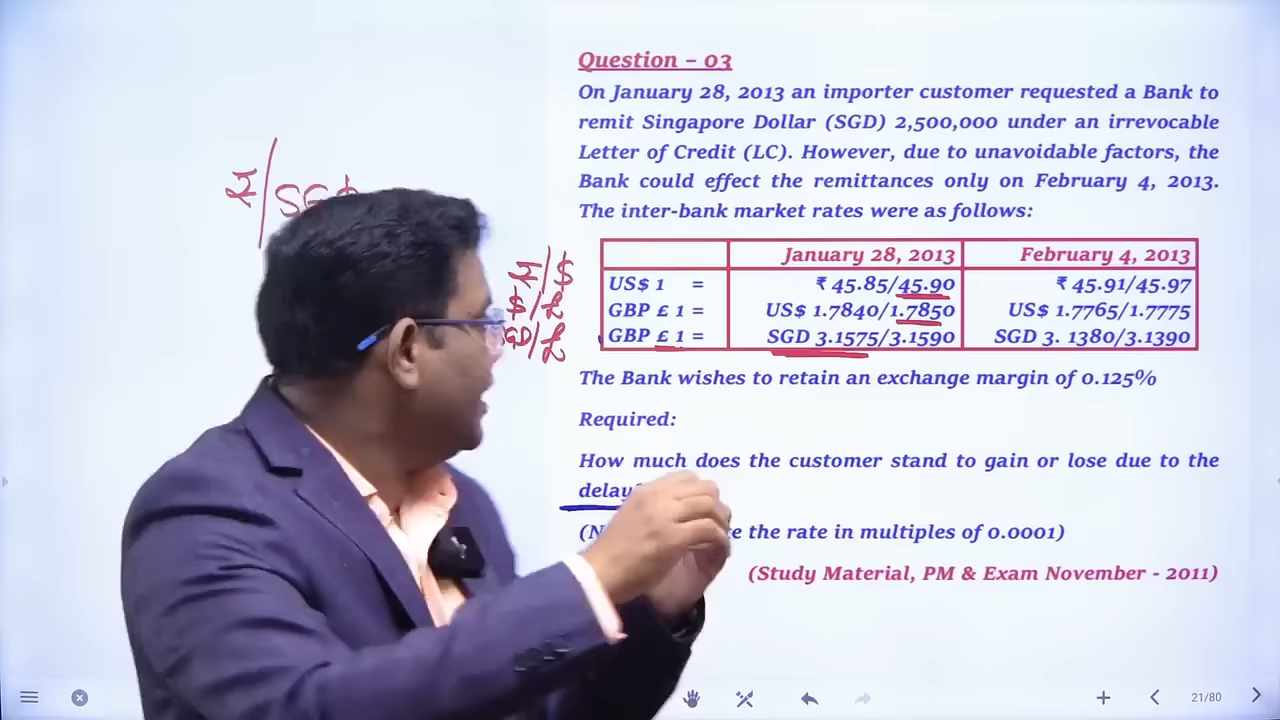 Question – 03
On January 28, 2013 an importer customer requested a Bank to
remit Singapore Dollar (SGD) 2,500,000 under an irrevocable
Letter of Credit (LC). However, due to unavoidable factors, the
Bank could effect the remittances only on February 4, 2013.
The inter-bank market rates were as follows:
₹/
₹/$
$/£
/£
January 28, 2013 February 4, 2013
US$ 1 = ₹ 45.85/45.90 ₹ 45.91/45.97
GBP £ 1 = US$ 1.7840/1.7850 US$ 1.7765/1.7775
GBP £ 1 = SGD 3.1575/3.1590 SGD 3. 1380/3.1390
The Bank wishes to retain an exchange margin of 0.125%
Required:
How much does the customer stand to gain or lose due to the
delay
the rate in multiples of 0.0001)
(Study Material, PM & Exam November - 2011)
21/80